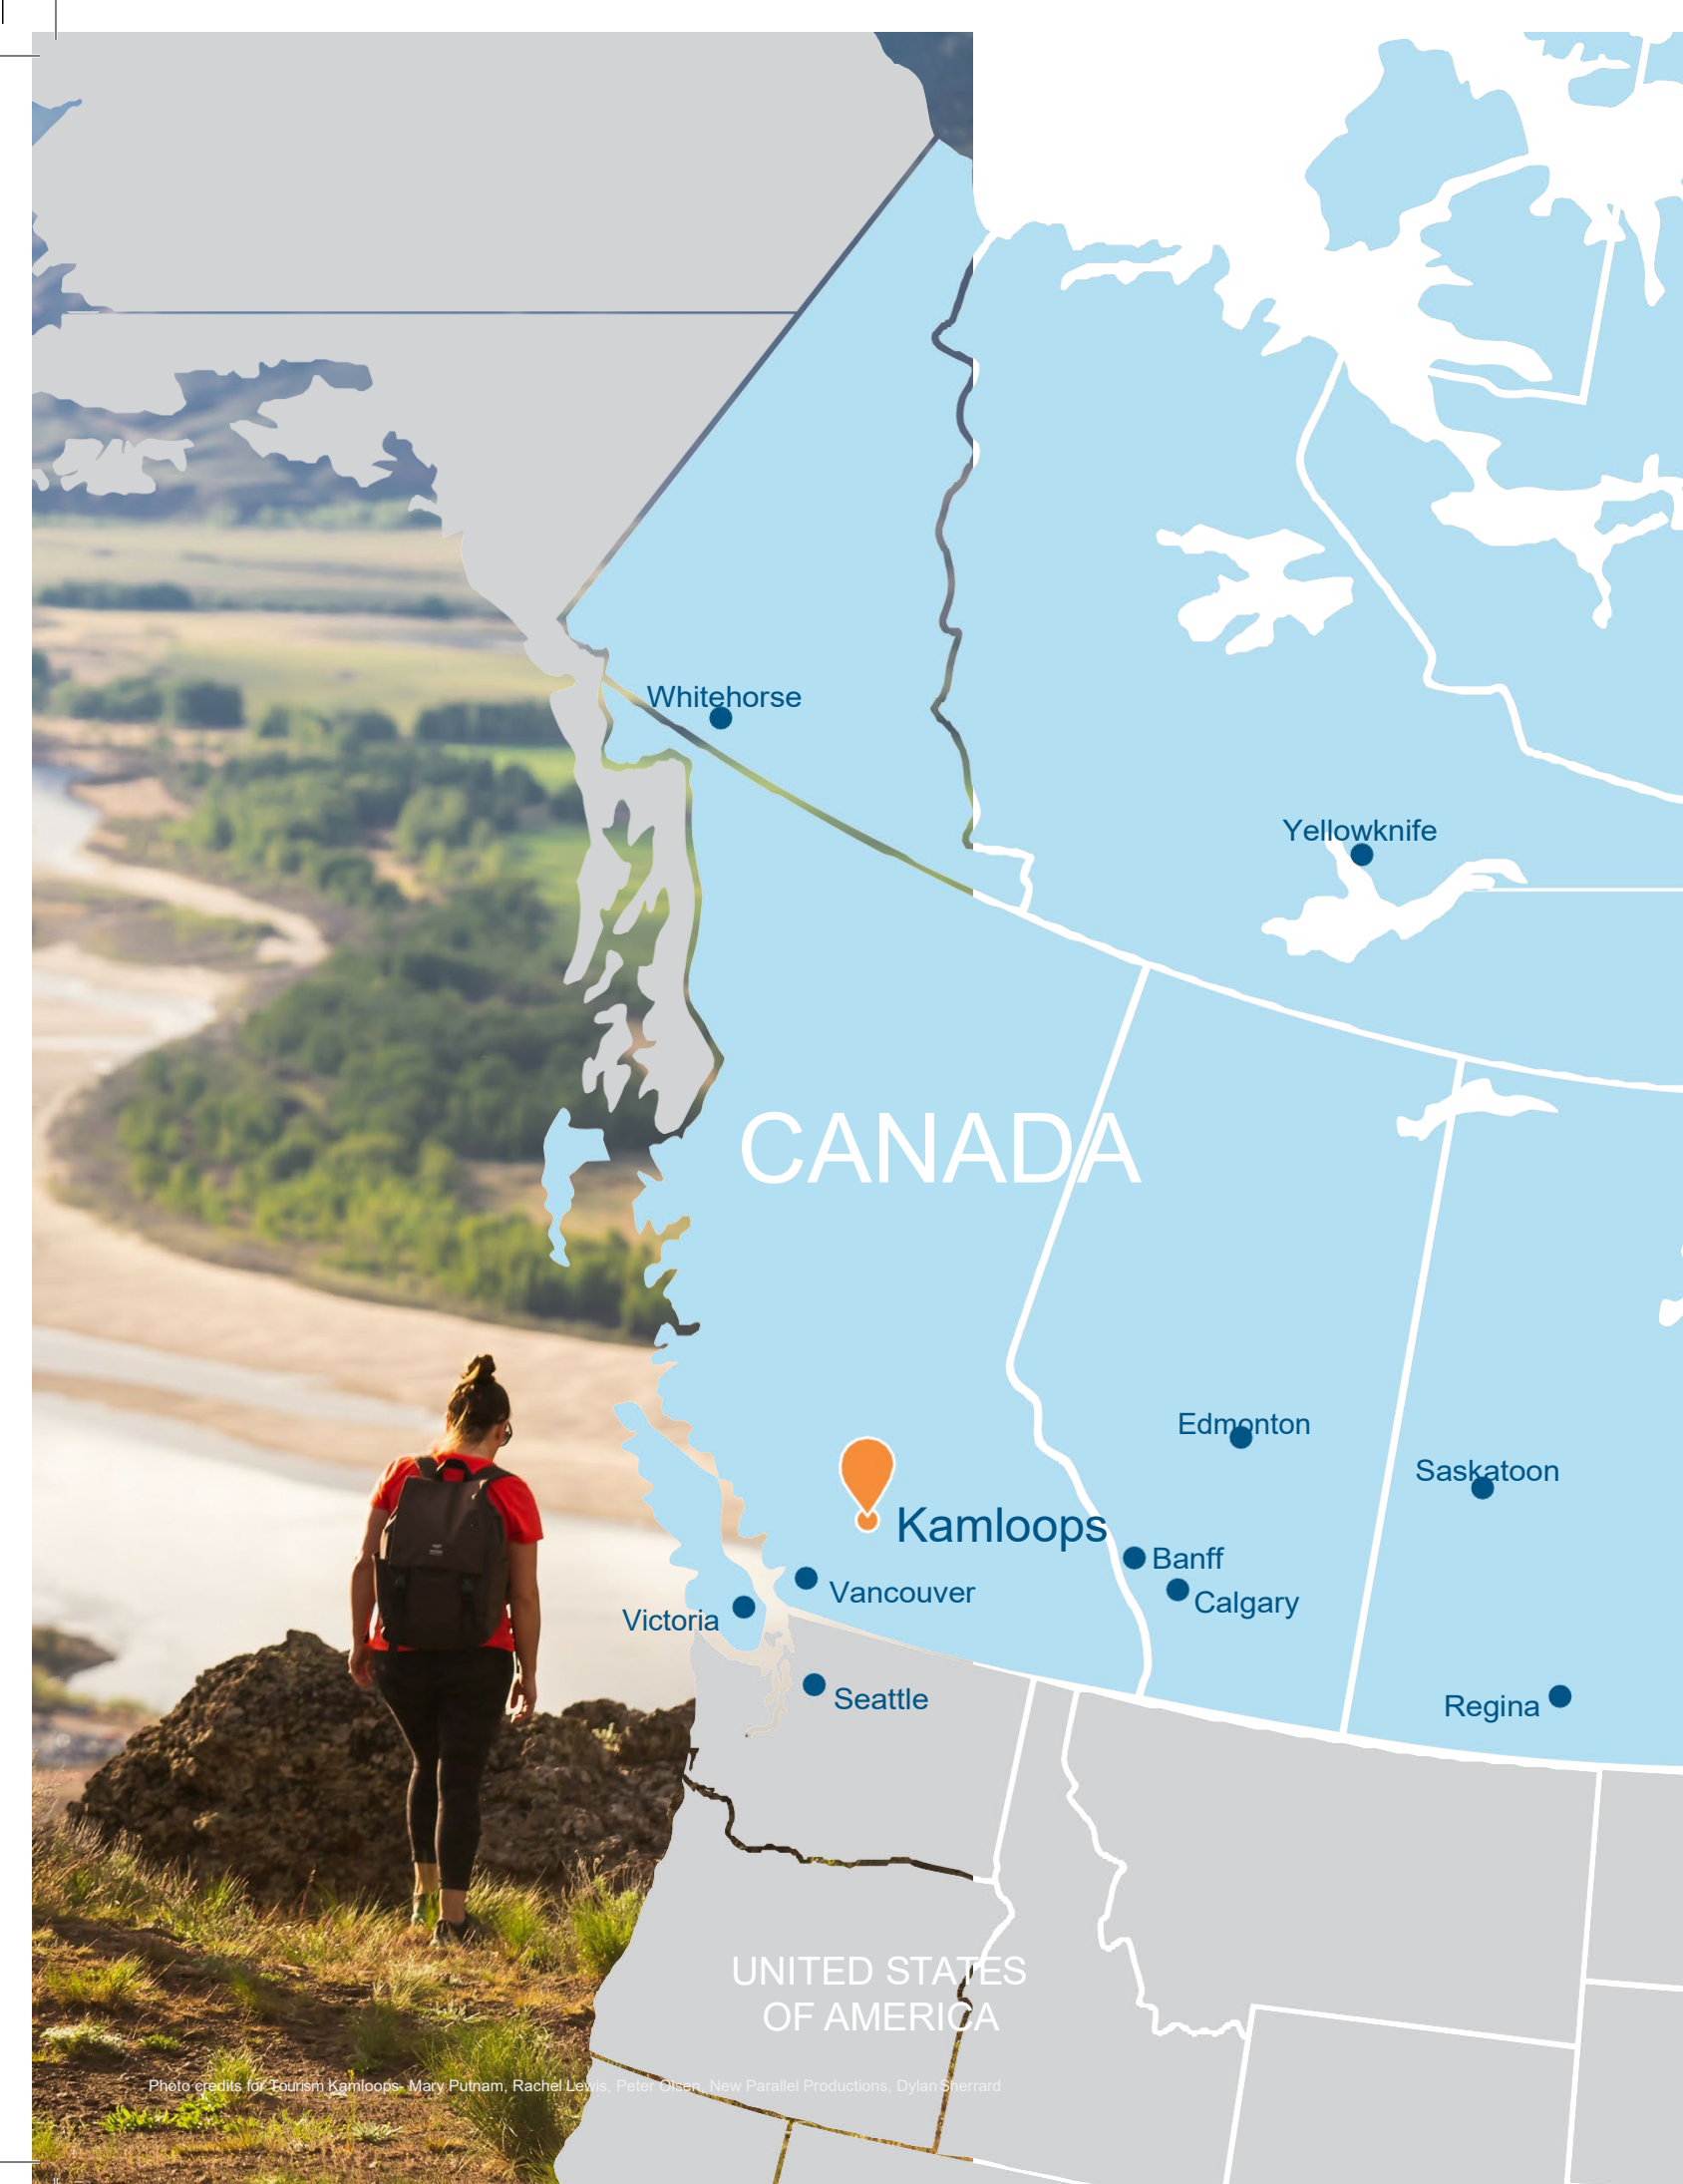 Whitehorse
Yellowknife
CANADA
Edmonton
Saskatoon
Kamloops
Banff
Vancouver
Calgary
Victoria
Seattle
Regina
UNITED STATES
OF AMERICA
Photo credits for Tourism Kamloops- Mary Putnam, Rachel Lewis, Peter Olsen, New Parallel Productions, Dylan Sherrard